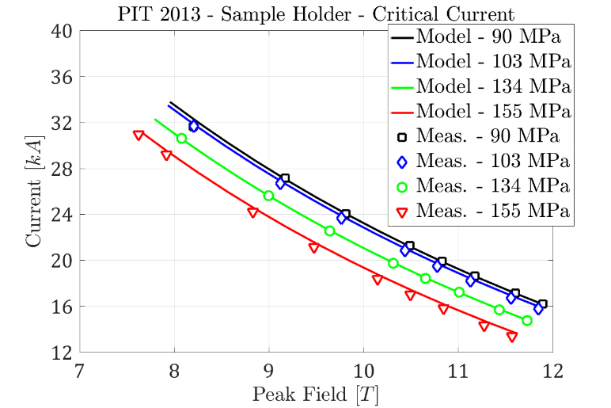 PIT 2013 - Sample Holder - Critical Current
40
36
32
28
24
20
16
12
Current [kA]
7
8
9
10
11
12
Peak Field [T]
Model - 90 MPa
Model - 103 MPa
Model - 134 MPa
Model - 155 MPa
Meas. - 90 MPa
Meas. - 103 MPa
Meas. - 134 MPa
Meas. - 155 MPa